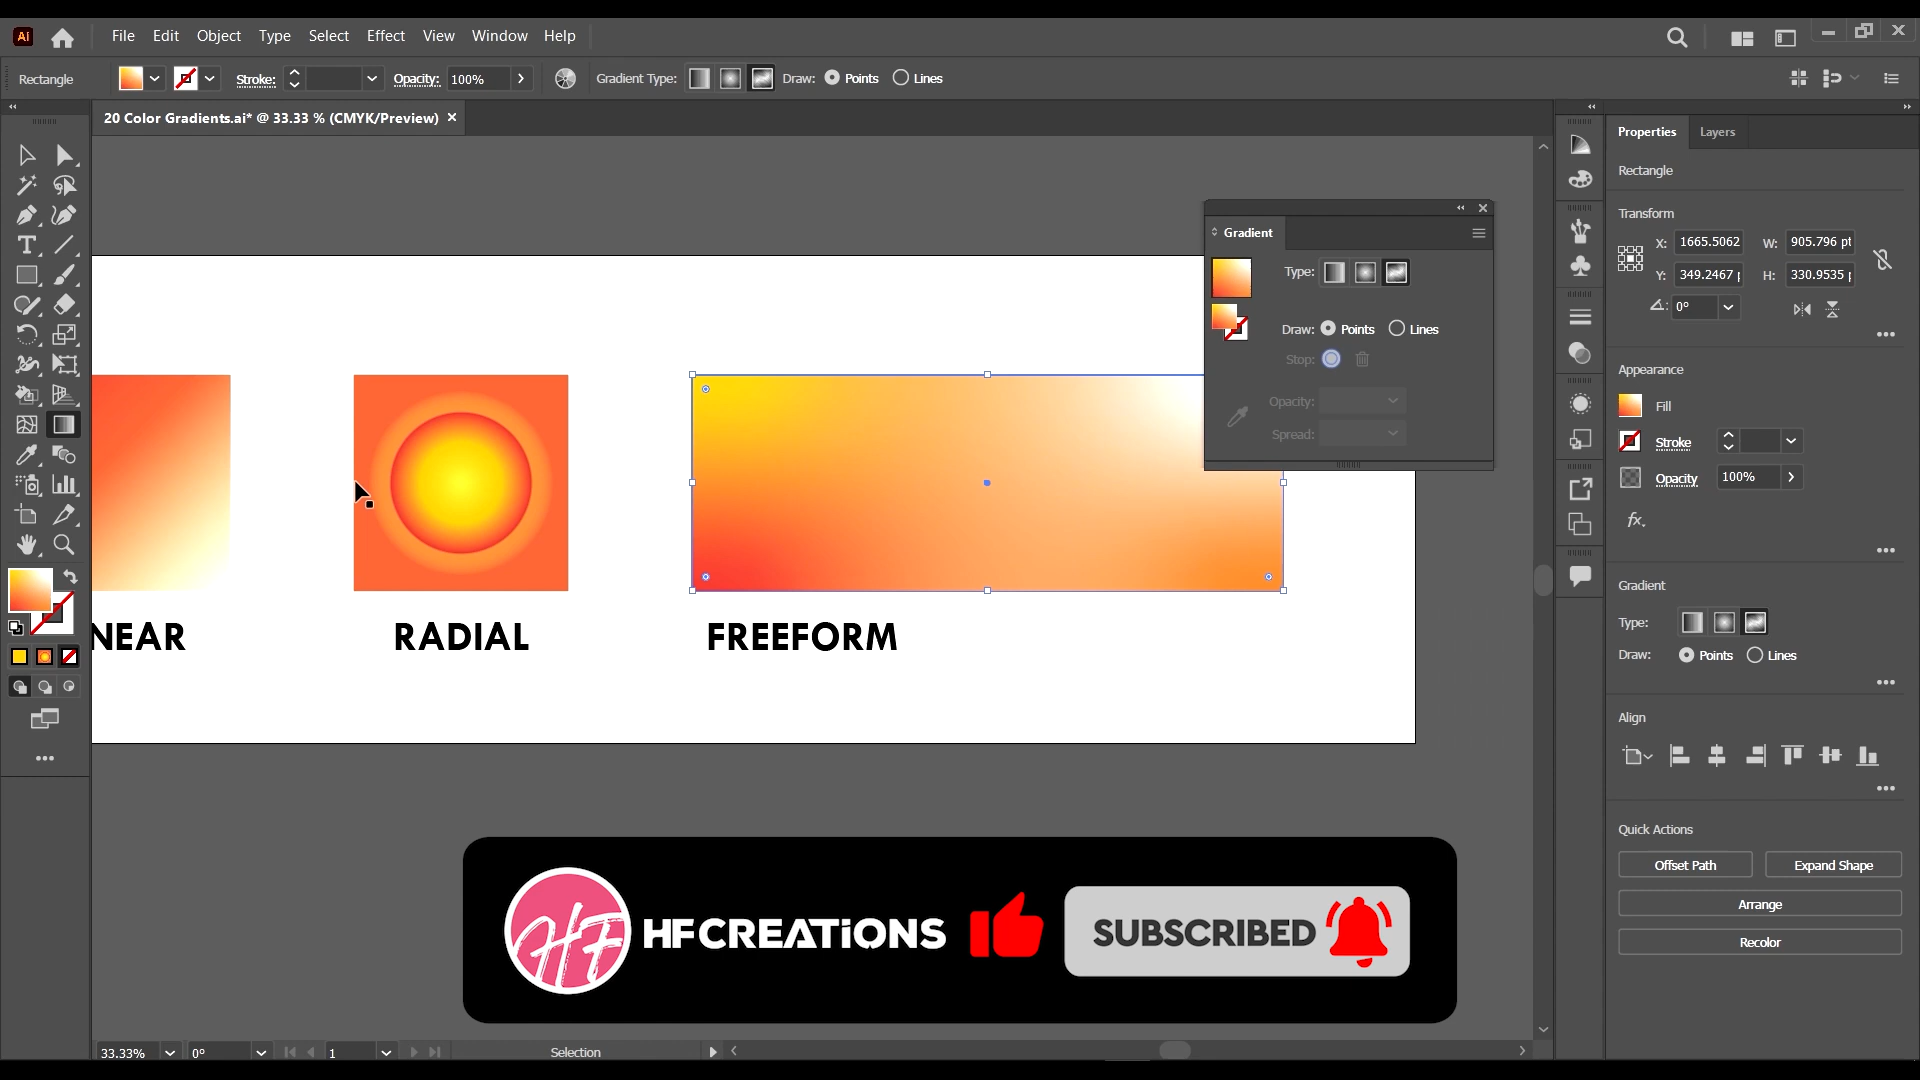 Ai
File Edit Object Type Select Effect View Window Help
Rectangle Stroke: Opacity: 100% Gradient Type: Draw: Points Lines
20 Color Gradients.ai* @ 33.33 % (CMYK/Preview)
Properties Layers
Rectangle
Transform
X: 1665.5062 W: 905.796 pt
Y: 349.2467 H: 330.9535
0°
Appearance
Fill
Stroke
Opacity 100%
fx.
Gradient
Type:
Draw: Points Lines
Align
Quick Actions
Offset Path Expand Shape
Arrange
Recolor
Gradient
Type:
Draw: Points Lines
Stop:
Opacity:
Spread:
NEAR RADIAL FREEFORM
HF HFCREATiONS SUBSCRIBED
33.33% 0° 1 Selection